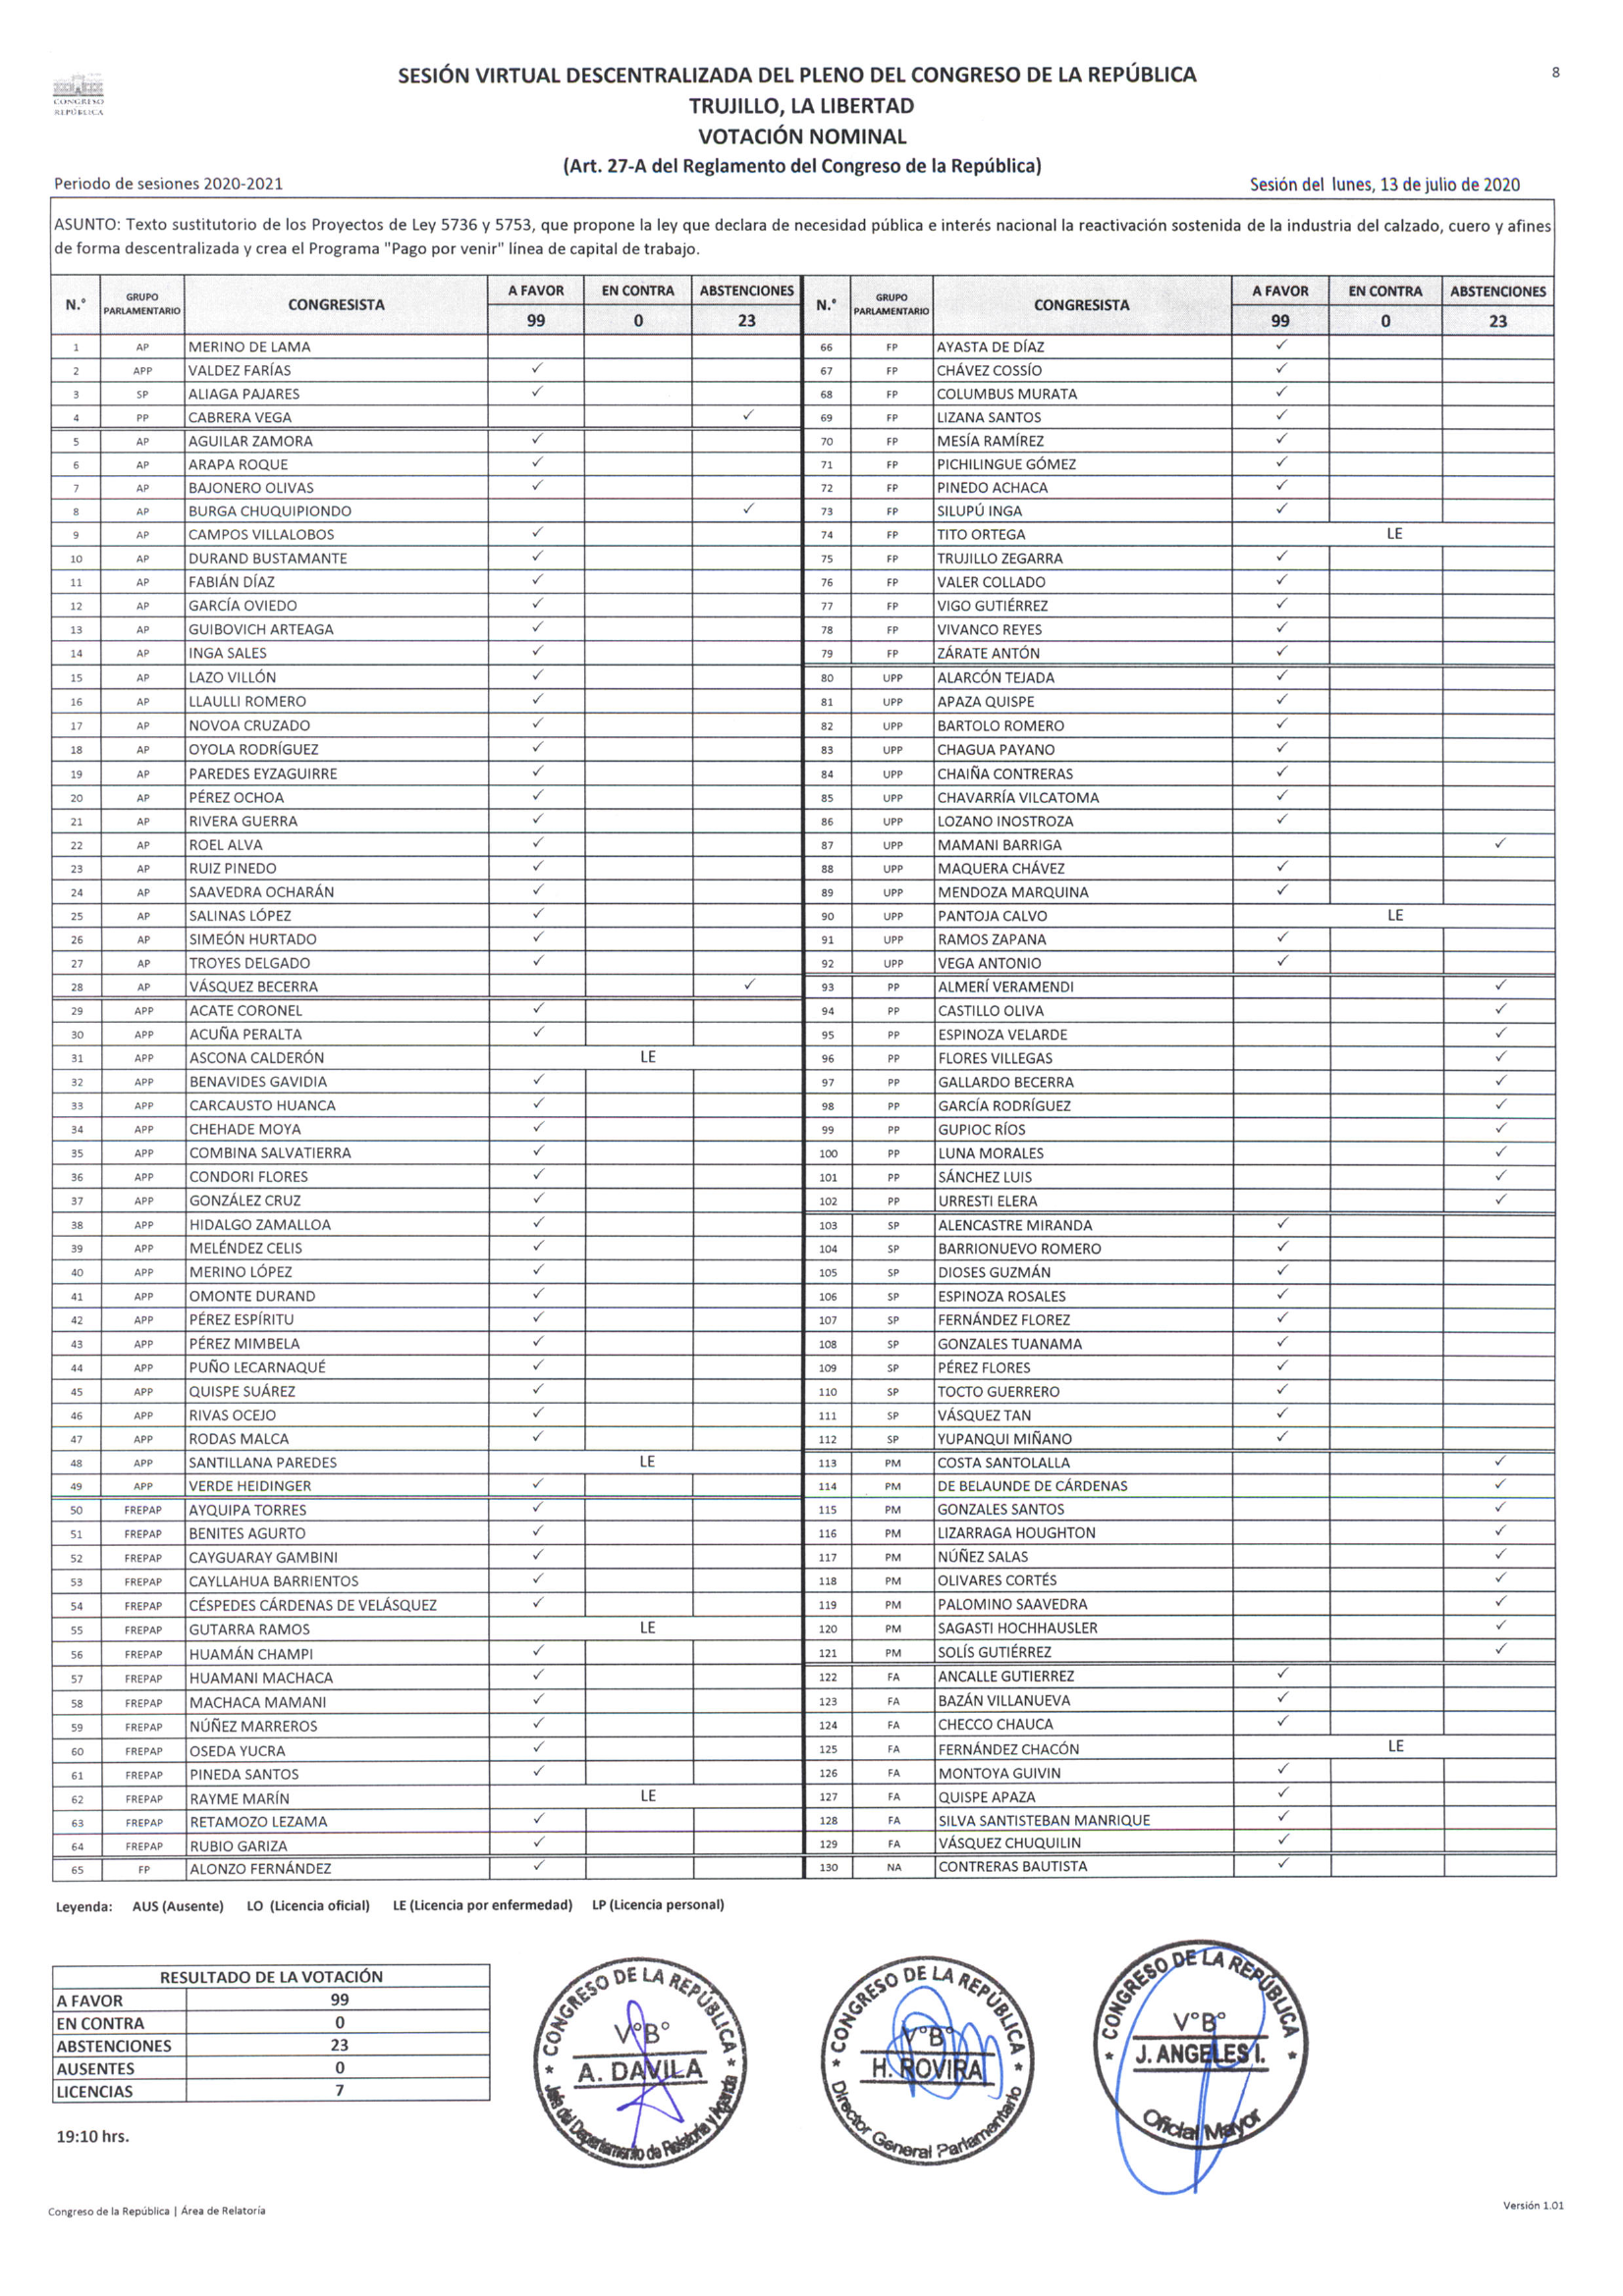 CONGRESO
REPÚBLICA
SESIÓN VIRTUAL DESCENTRALIZADA DEL PLENO DEL CONGRESO DE LA REPÚBLICA
8
TRUJILLO, LA LIBERTAD
VOTACIÓN NOMINAL
(Art. 27-A del Reglamento del Congreso de la República)
Periodo de sesiones 2020-2021
Sesión del lunes, 13 de julio de 2020
ASUNTO: Texto sustitutorio de los Proyectos de Ley 5736 y 5753, que propone la ley que declara de necesidad pública e interés nacional la reactivación sostenida de la industria del calzado, cuero y afines
de forma descentralizada y crea el Programa "Pago por venir" línea de capital de trabajo.
N.° GRUPO PARLAMENTARIO CONGRESISTA A FAVOR EN CONTRA ABSTENCIONES
99 0 23
1 AP MERINO DE LAMA
2 APP VALDEZ FARÍAS ✓
3 SP ALIAGA PAJARES ✓
4 PP CABRERA VEGA ✓
5 AP AGUILAR ZAMORA ✓
6 AP ARAPA ROQUE ✓
7 AP BAJONERO OLIVAS ✓
8 AP BURGA CHUQUIPIONDO ✓
9 AP CAMPOS VILLALOBOS ✓
10 AP DURAND BUSTAMANTE ✓
11 AP FABIÁN DÍAZ ✓
12 AP GARCÍA OVIEDO ✓
13 AP GUIBOVICH ARTEAGA ✓
14 AP INGA SALES ✓
15 AP LAZO VILLÓN ✓
16 AP LLAULLI ROMERO ✓
17 AP NOVOA CRUZADO ✓
18 AP OYOLA RODRÍGUEZ ✓
19 AP PAREDES EYZAGUIRRE ✓
20 AP PÉREZ OCHOA ✓
21 AP RIVERA GUERRA ✓
22 AP ROEL ALVA ✓
23 AP RUIZ PINEDO ✓
24 AP SAAVEDRA OCHARÁN ✓
25 AP SALINAS LÓPEZ ✓
26 AP SIMEÓN HURTADO ✓
27 AP TROYES DELGADO ✓
28 AP VÁSQUEZ BECERRA ✓
29 APP ACATE CORONEL ✓
30 APP ACUÑA PERALTA ✓
31 APP ASCONA CALDERÓN LE
32 APP BENAVIDES GAVIDIA ✓
33 APP CARCAUSTO HUANCA ✓
34 APP CHEHADE MOYA ✓
35 APP COMBINA SALVATIERRA ✓
36 APP CONDORI FLORES ✓
37 APP GONZÁLEZ CRUZ ✓
38 APP HIDALGO ZAMALLOA ✓
39 APP MELÉNDEZ CELIS ✓
40 APP MERINO LÓPEZ ✓
41 APP OMONTE DURAND ✓
42 APP PÉREZ ESPÍRITU ✓
43 APP PÉREZ MIMBELA ✓
44 APP PUÑO LECARNAQUÉ ✓
45 APP QUISPE SUÁREZ ✓
46 APP RIVAS OCEJO ✓
47 APP RODAS MALCA ✓
48 APP SANTILLANA PAREDES LE
49 APP VERDE HEIDINGER ✓
50 FREPAP AYQUIPA TORRES ✓
51 FREPAP BENITES AGURTO ✓
52 FREPAP CAYGUARAY GAMBINI ✓
53 FREPAP CAYLLAHUA BARRIENTOS ✓
54 FREPAP CÉSPEDES CÁRDENAS DE VELÁSQUEZ ✓
55 FREPAP GUTARRA RAMOS LE
56 FREPAP HUAMÁN CHAMPI ✓
57 FREPAP HUAMANI MACHACA ✓
58 FREPAP MACHACA MAMANI ✓
59 FREPAP NÚÑEZ MARREROS ✓
60 FREPAP OSEDA YUCRA ✓
61 FREPAP PINEDA SANTOS ✓
62 FREPAP RAYME MARÍN LE
63 FREPAP RETAMOZO LEZAMA ✓
64 FREPAP RUBIO GARIZA ✓
65 FP ALONZO FERNÁNDEZ ✓
N.° GRUPO PARLAMENTARIO CONGRESISTA A FAVOR EN CONTRA ABSTENCIONES
99 0 23
66 FP AYASTA DE DÍAZ ✓
67 FP CHÁVEZ COSSÍO ✓
68 FP COLUMBUS MURATA ✓
69 FP LIZANA SANTOS ✓
70 FP MESÍA RAMÍREZ ✓
71 FP PICHILINGUE GÓMEZ ✓
72 FP PINEDO ACHACA ✓
73 FP SILUPÚ INGA ✓
74 FP TITO ORTEGA LE
75 FP TRUJILLO ZEGARRA ✓
76 FP VALER COLLADO ✓
77 FP VIGO GUTIÉRREZ ✓
78 FP VIVANCO REYES ✓
79 FP ZÁRATE ANTÓN ✓
80 UPP ALARCÓN TEJADA ✓
81 UPP APAZA QUISPE ✓
82 UPP BARTOLO ROMERO ✓
83 UPP CHAGUA PAYANO ✓
84 UPP CHAIÑA CONTRERAS ✓
85 UPP CHAVARRÍA VILCATOMA ✓
86 UPP LOZANO INOSTROZA ✓
87 UPP MAMANI BARRIGA ✓
88 UPP MAQUERA CHÁVEZ ✓
89 UPP MENDOZA MARQUINA ✓
90 UPP PANTOJA CALVO LE
91 UPP RAMOS ZAPANA ✓
92 UPP VEGA ANTONIO ✓
93 PP ALMERÍ VERAMENDI ✓
94 PP CASTILLO OLIVA ✓
95 PP ESPINOZA VELARDE ✓
96 PP FLORES VILLEGAS ✓
97 PP GALLARDO BECERRA ✓
98 PP GARCÍA RODRÍGUEZ ✓
99 PP GUPIOC RÍOS ✓
100 PP LUNA MORALES ✓
101 PP SÁNCHEZ LUIS ✓
102 PP URRESTI ELERA ✓
103 SP ALENCASTRE MIRANDA ✓
104 SP BARRIONUEVO ROMERO ✓
105 SP DIOSES GUZMÁN ✓
106 SP ESPINOZA ROSALES ✓
107 SP FERNÁNDEZ FLOREZ ✓
108 SP GONZALES TUANAMA ✓
109 SP PÉREZ FLORES ✓
110 SP TOCTO GUERRERO ✓
111 SP VÁSQUEZ TAN ✓
112 SP YUPANQUI MIÑANO ✓
113 PM COSTA SANTOLALLA ✓
114 PM DE BELAUNDE DE CÁRDENAS ✓
115 PM GONZALES SANTOS ✓
116 PM LIZARRAGA HOUGHTON ✓
117 PM NÚÑEZ SALAS ✓
118 PM OLIVARES CORTÉS ✓
119 PM PALOMINO SAAVEDRA ✓
120 PM SAGASTI HOCHHAUSLER ✓
121 PM SOLÍS GUTIÉRREZ ✓
122 FA ANCALLE GUTIERREZ ✓
123 FA BAZÁN VILLANUEVA ✓
124 FA CHECCO CHAUCA ✓
125 FA FERNÁNDEZ CHACÓN LE
126 FA MONTOYA GUIVIN ✓
127 FA QUISPE APAZA ✓
128 FA SILVA SANTISTEBAN MANRIQUE ✓
129 FA VÁSQUEZ CHUQUILIN ✓
130 NA CONTRERAS BAUTISTA ✓
Leyenda: AUS (Ausente) LO (Licencia oficial) LE (Licencia por enfermedad) LP (Licencia personal)
RESULTADO DE LA VOTACIÓN
A FAVOR 99
EN CONTRA 0
ABSTENCIONES 23
AUSENTES 0
LICENCIAS 7
19:10 hrs.
CONGRESO DE LA REPÚBLICA
V°B°
A. DAVILA
Jefa del Departamento de Relatoría y Agenda
CONGRESO DE LA REPÚBLICA
V°B°
H. ROVIRA
Director General Parlamentario
CONGRESO DE LA REPÚBLICA
V°B°
J. ANGELES I.
Oficial Mayor
Congreso de la República | Área de Relatoría
Versión 1.01